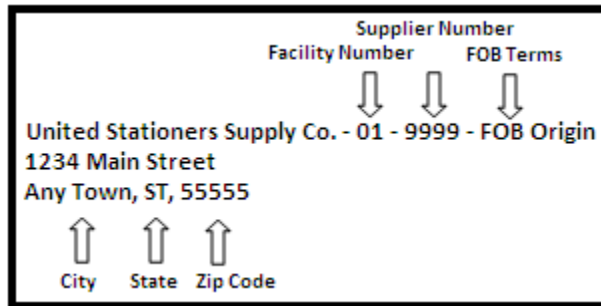 Supplier Number
Facility Number FOB Terms
United Stationers Supply Co. - 01 - 9999 - FOB Origin
1234 Main Street
Any Town, ST, 55555
City State Zip Code